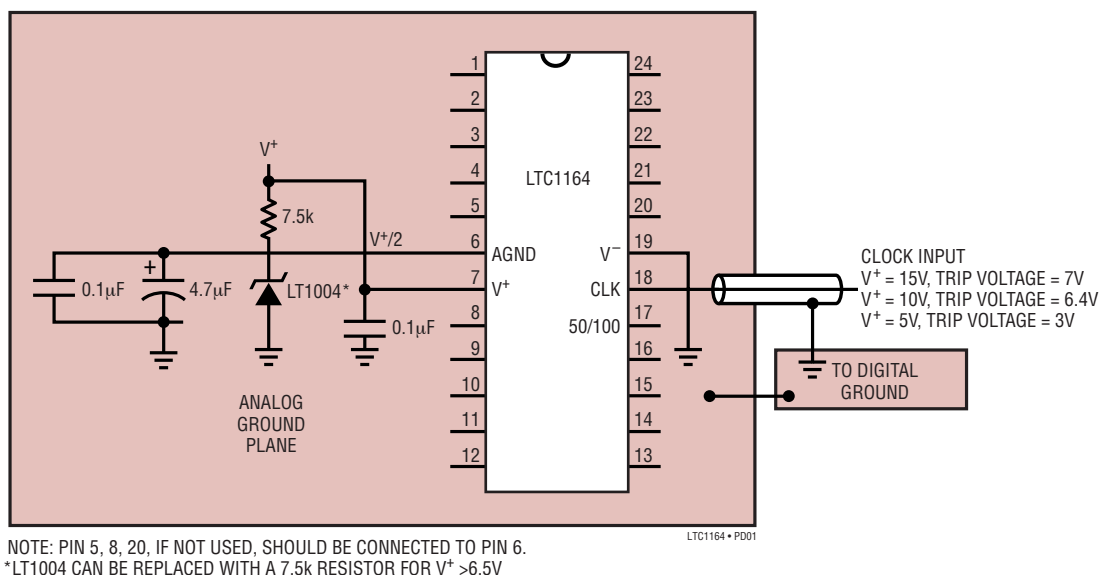 1
2
3
4
5
6
7
8
9
10
11
12
24
23
22
21
20
19
18
17
16
15
14
13
LTC1164
AGND
V+
V−
CLK
50/100
V+
7.5k
V+/2
LT1004*
0.1µF
+
4.7µF
0.1µF
ANALOG
GROUND
PLANE
CLOCK INPUT
V+ = 15V, TRIP VOLTAGE = 7V
V+ = 10V, TRIP VOLTAGE = 6.4V
V+ = 5V, TRIP VOLTAGE = 3V
TO DIGITAL
GROUND
LTC1164 • PD01
NOTE: PIN 5, 8, 20, IF NOT USED, SHOULD BE CONNECTED TO PIN 6.
*LT1004 CAN BE REPLACED WITH A 7.5k RESISTOR FOR V+ >6.5V